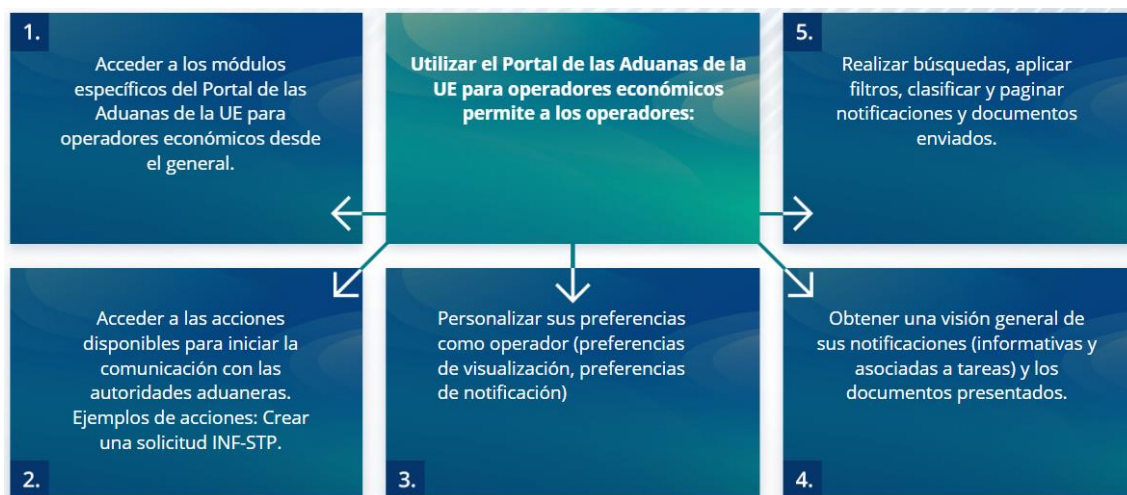 Utilizar el Portal de las Aduanas de la
UE para operadores económicos
permite a los operadores:
1.
Acceder a los módulos
específicos del Portal de las
Aduanas de la UE para
operadores económicos desde
el general.
Acceder a las acciones
disponibles para iniciar la
comunicación con las
autoridades aduaneras.
Ejemplos de acciones: Crear
una solicitud INF-STP.
2.
Personalizar sus preferencias
como operador (preferencias
de visualización, preferencias
de notificación)
3.
Obtener una visión general de
sus notificaciones (informativas y
asociadas a tareas) y los
documentos presentados.
4.
5.
Realizar búsquedas, aplicar
filtros, clasificar y paginar
notificaciones y documentos
enviados.